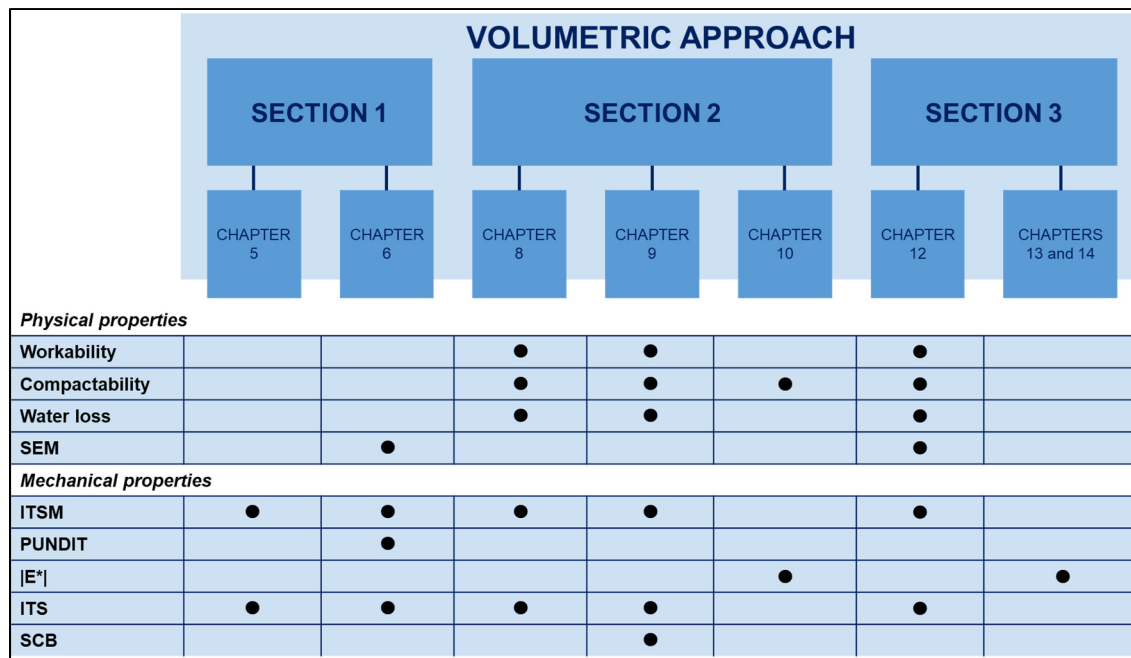 VOLUMETRIC APPROACH
SECTION 1
SECTION 2
SECTION 3
CHAPTER
5
CHAPTER
6
CHAPTER
8
CHAPTER
9
CHAPTER
10
CHAPTER
12
CHAPTERS
13 and 14
Physical properties
Workability
Compactability
Water loss
SEM
Mechanical properties
ITSM
PUNDIT
|E*|
ITS
SCB